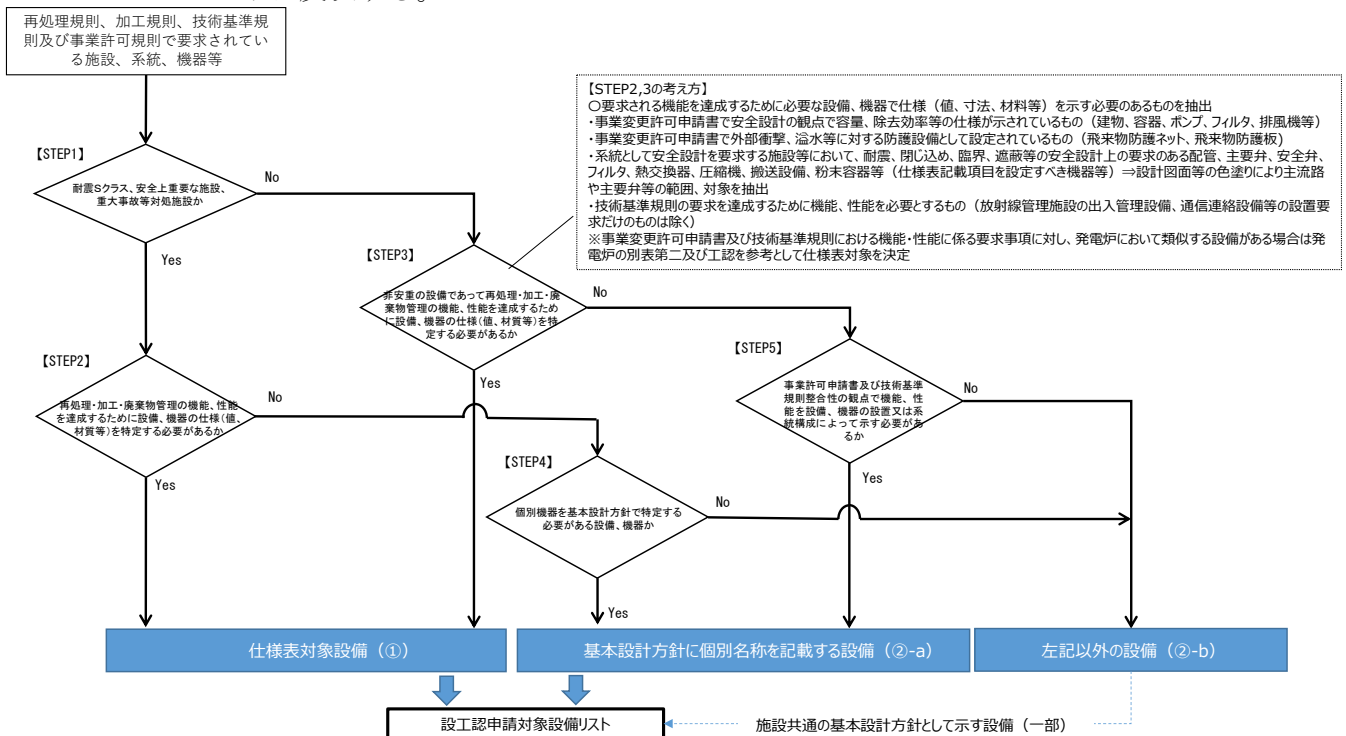 再処理規則、加工規則、技術基準規
則及び事業許可規則で要求されてい
る施設、系統、機器等
【STEP2,3の考え方】
〇要求される機能を達成するために必要な設備、機器で仕様（値、寸法、材料等）を示す必要のあるものを抽出
・事業変更許可申請書で安全設計の観点で容量、除去効率等の仕様が示されているもの（建物、容器、ポンプ、フィルタ、排風機等）
・事業変更許可申請書で外部衝撃、溢水等に対する防護設備として設定されているもの（飛来物防護ネット、飛来物防護板）
・系統として安全設計を要求する施設等において、耐震、閉じ込め、臨界、遮蔽等の安全設計上の要求のある配管、主要弁、安全弁、
フィルタ、熱交換器、圧縮機、搬送設備、粉末容器等（仕様表記載項目を設定すべき機器等）⇒設計図面等の色塗りにより主流路
や主要弁等の範囲、対象を抽出
・技術基準規則の要求を達成するために機能、性能を必要とするもの（放射線管理施設の出入管理設備、通信連絡設備等の設置要
求だけのものは除く）
※事業変更許可申請書及び技術基準規則における機能・性能に係る要求事項に対し、発電炉において類似する設備がある場合は発
電炉の別表第二及び工認を参考として仕様表対象を決定
【STEP1】
耐震Sクラス、安全上重要な施設、
重大事故等対処施設か
No
Yes
【STEP3】
非安重の設備であって再処理・加工・廃
棄物管理の機能、性能を達成するため
に設備、機器の仕様（値、材質等）を特
定する必要があるか
No
Yes
【STEP2】
再処理・加工・廃棄物管理の機能、性能
を達成するために設備、機器の仕様（値、
材質等）を特定する必要があるか
No
Yes
【STEP5】
事業許可申請書及び技術基準
規則整合性の観点で機能、性
能を設備、機器の設置又は系
統構成によって示す必要があ
るか
No
Yes
【STEP4】
個別機器を基本設計方針で特定する
必要がある設備、機器か
No
Yes
仕様表対象設備（①）
基本設計方針に個別名称を記載する設備（②-a）
左記以外の設備（②-b）
設工認申請対象設備リスト
施設共通の基本設計方針として示す設備（一部）